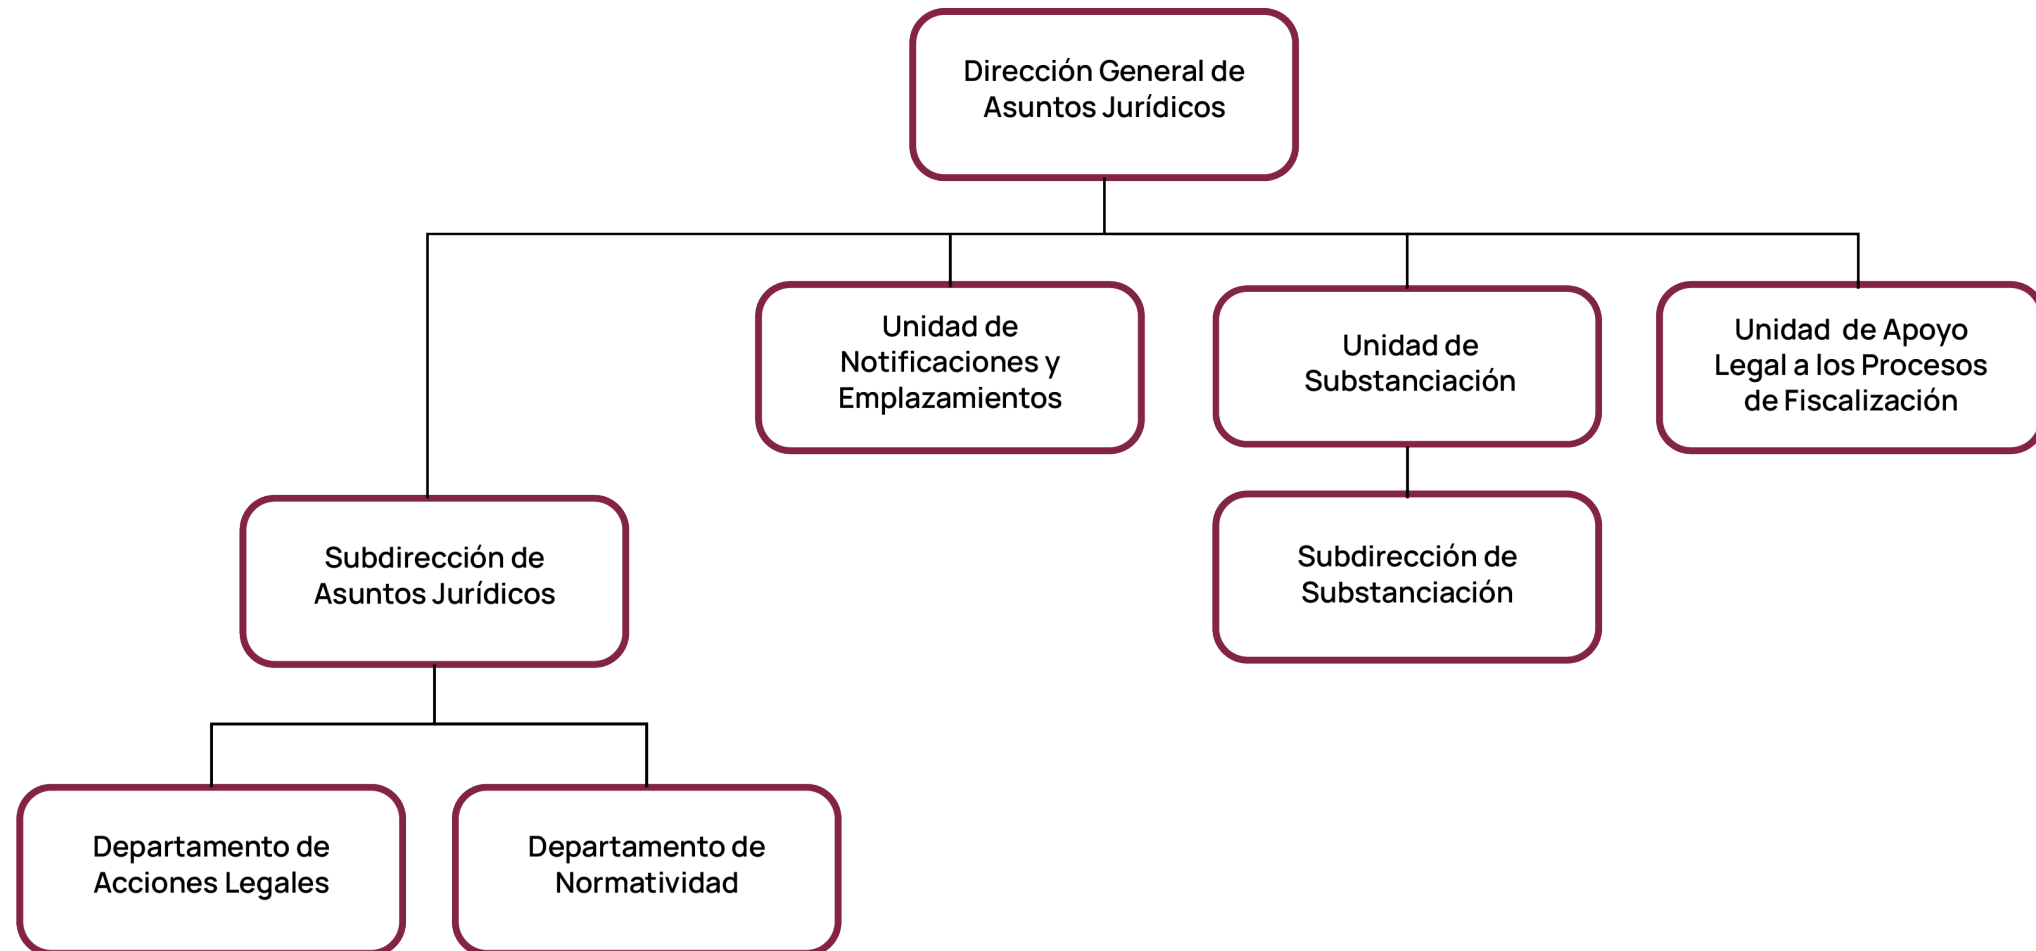 Dirección General de
Asuntos Jurídicos
Unidad de
Notificaciones y
Emplazamientos
Unidad de
Substanciación
Unidad  de Apoyo
Legal a los Procesos
de Fiscalización
Subdirección de
Asuntos Jurídicos
Subdirección de
Substanciación
Departamento de
Acciones Legales
Departamento de
Normatividad